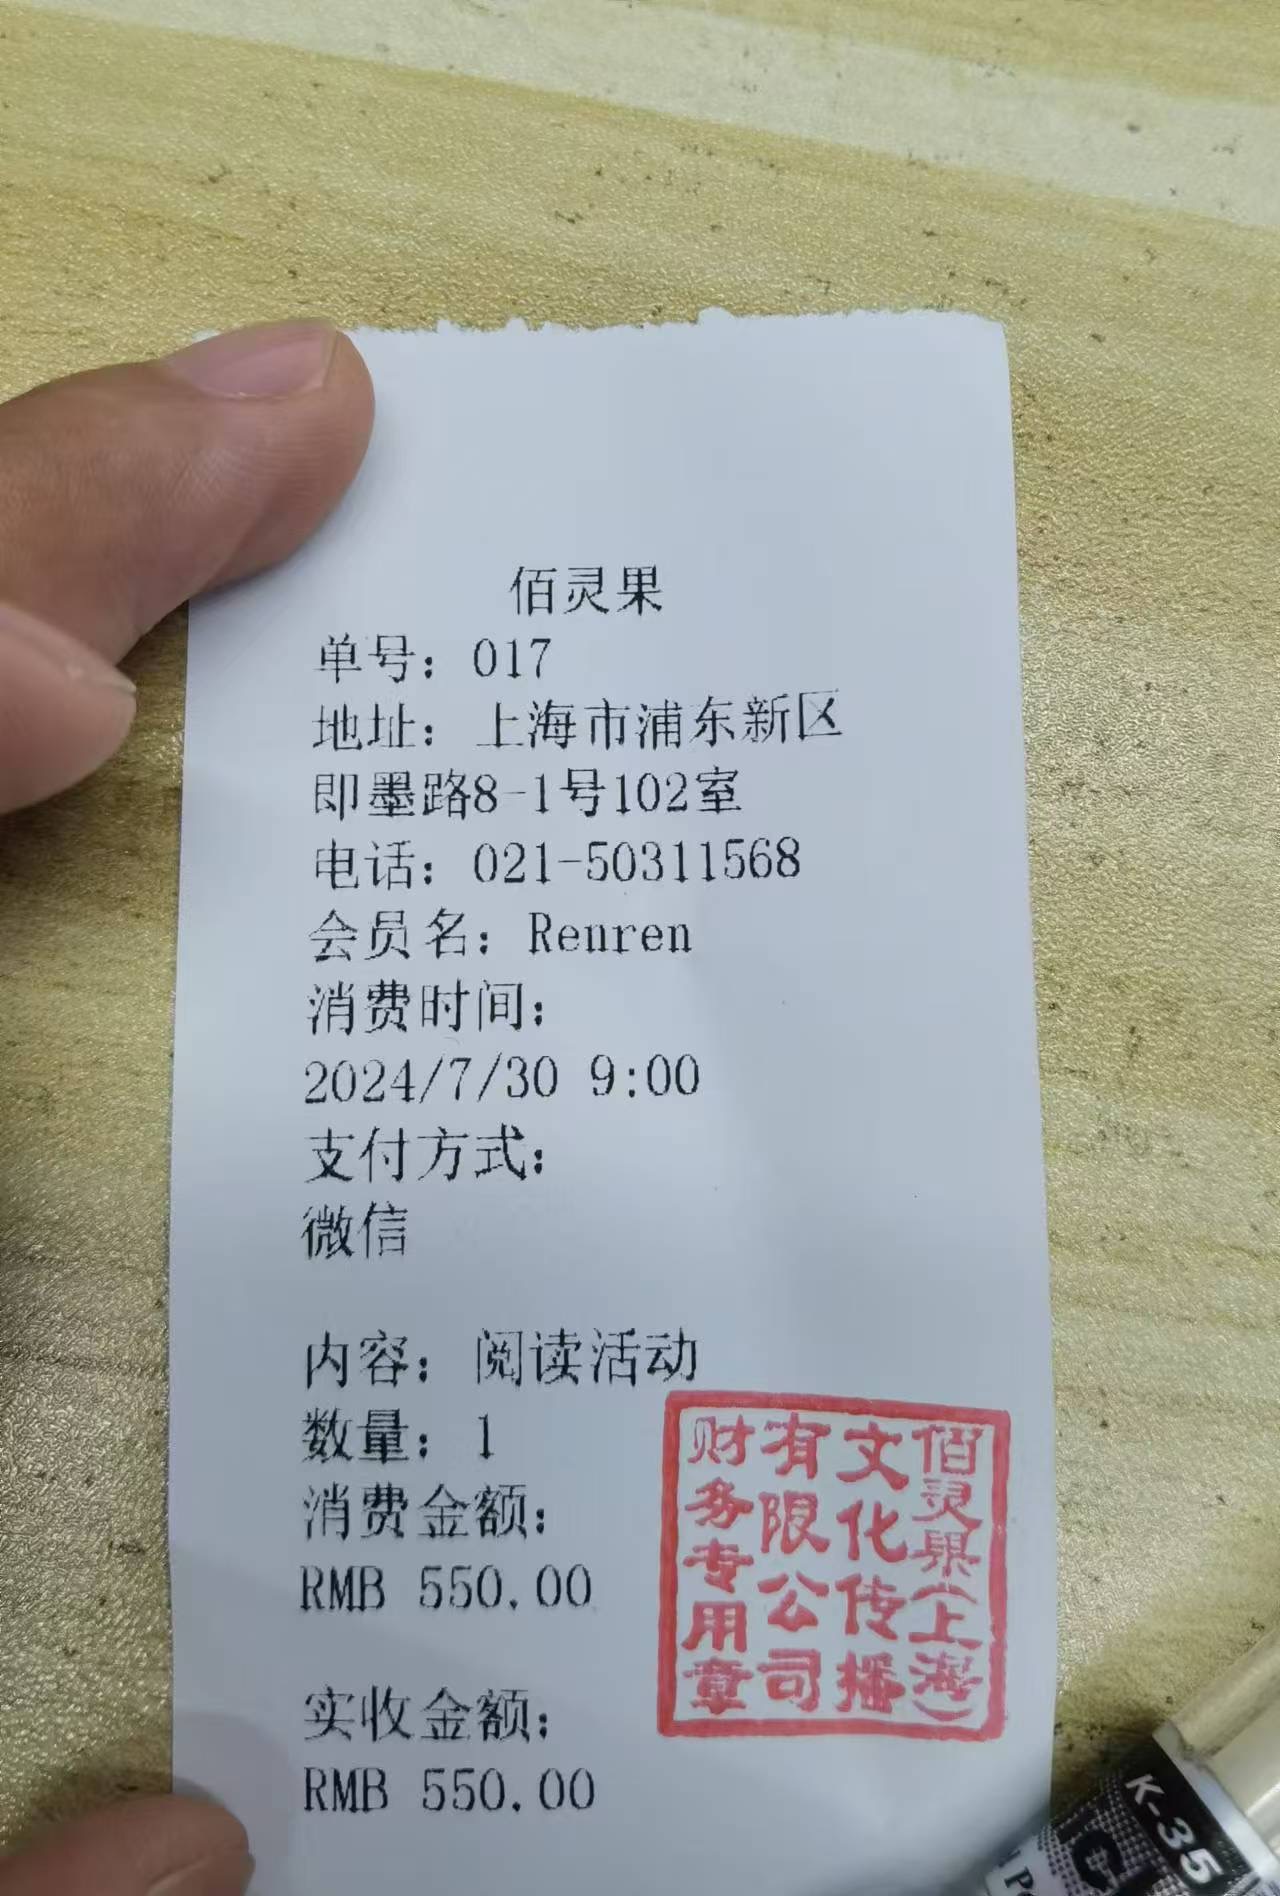 佰灵果
单号：017
地址：上海市浦东新区
即墨路8-1号102室
电话：021-50311568
会员名：Renren
消费时间：
2024/7/30 9:00
支付方式：
微信
内容：阅读活动
数量：1
消费金额：
RMB 550.00
实收金额：
RMB 550.00
佰灵果(上海)
文化传播
有限公司
财务专用章
K-35